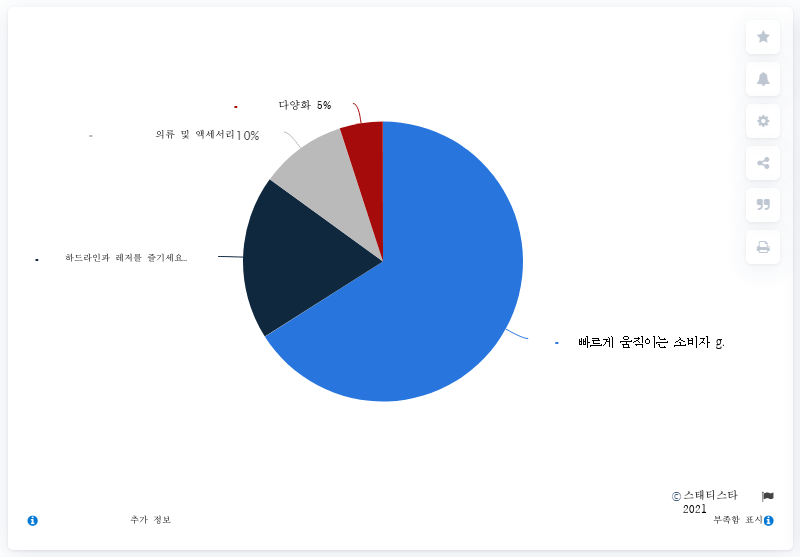 다양화 5%
의류 및 액세서리10%
하드라인과 레저를 즐기세요...
빠르게 움직이는 소비자 g.
© 스태티스타
2021
추가 정보
부족함 표시